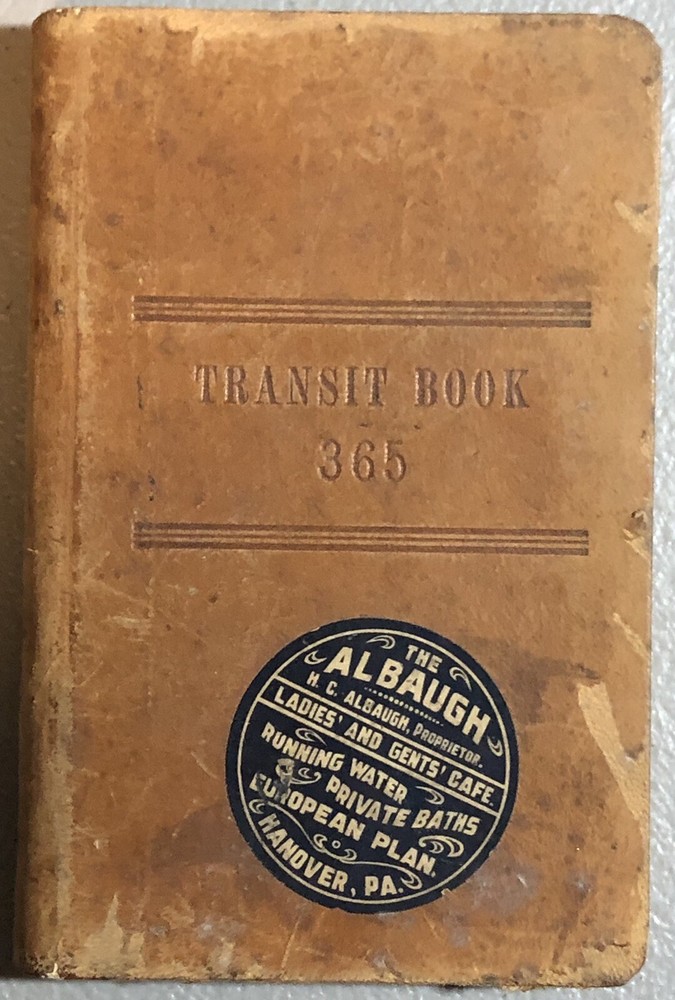 TRANSIT BOOK
365
THE
ALBAUGH
H. C. ALBAUGH, PROPRIETOR.
LADIES' AND GENTS' CAFE.
RUNNING WATER
PRIVATE BATHS
EUROPEAN PLAN.
HANOVER, PA.